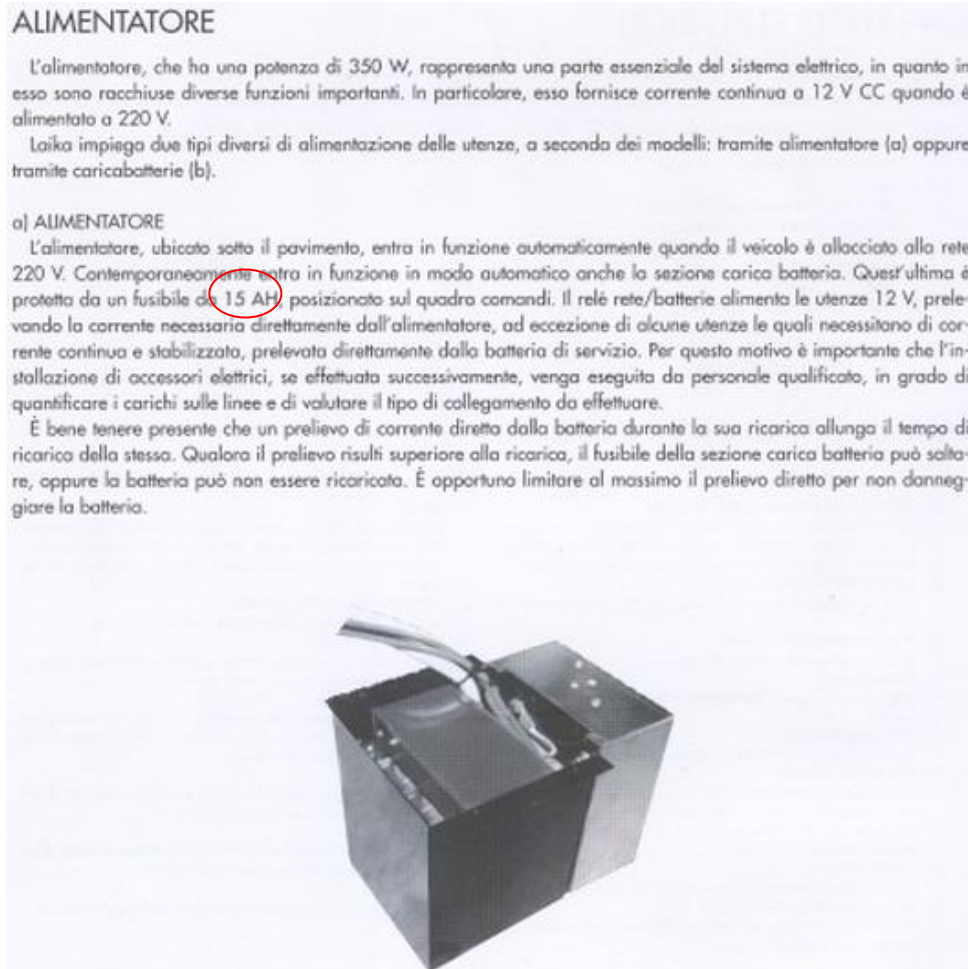 ALIMENTATORE
L'alimentatore, che ha una potenza di 350 W, rappresenta una parte essenziale del sistema elettrico, in quanto in
esso sono racchiuse diverse funzioni importanti. In particolare, esso fornisce corrente continua a 12 V CC quando è
alimentato a 220 V.
Laika impiega due tipi diversi di alimentazione delle utenze, a seconda dei modelli: tramite alimentatore (a) oppure
tramite caricabatterie (b).
a) ALIMENTATORE
L'alimentatore, ubicato sotto il pavimento, entra in funzione automaticamente quando il veicolo è allacciato alla rete
220 V. Contemporaneamente entra in funzione in modo automatico anche la sezione carica batteria. Quest'ultima è
protetta da un fusibile da 15 AH, posizionato sul quadro comandi. Il relé rete/batterie alimenta le utenze 12 V, prele-
vando la corrente necessaria direttamente dall'alimentatore, ad eccezione di alcune utenze le quali necessitano di cor-
rente continua e stabilizzata, prelevata direttamente dalla batteria di servizio. Per questo motivo è importante che l'in-
stallazione di accessori elettrici, se effettuata successivamente, venga eseguita da personale qualificato, in grado di
quantificare i carichi sulle linee e di valutare il tipo di collegamento da effettuare.
È bene tenere presente che un prelievo di corrente diretta dalla batteria durante la sua ricarica allunga il tempo di
ricarica della stessa. Qualora il prelievo risulti superiore alla ricarica, il fusibile della sezione carica batteria può salta-
re, oppure la batteria può non essere ricaricata. È opportuno limitare al massimo il prelievo diretto per non danneg-
giare la batteria.